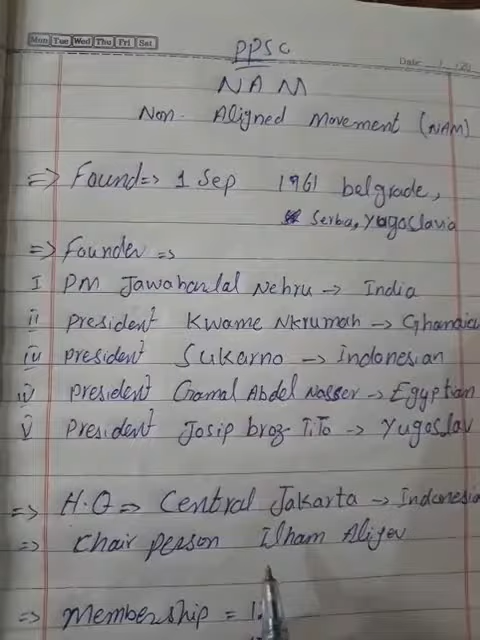 Mon Tue Wed Thu Fri Sat
Date:
PPSC
NAM
Non- Aligned Movement (NAM)
=> Found=> 1 Sep 1961 belgrade,
Serba, Yugoslavia
=> Founder =>
I PM Jawaharlal Nehru -> India
ii president Kwame Nkrumah -> Ghanaian
iii president Sukarno -> Indonesian
iv president Gamal Abdel Nasser -> Egyptian
v president Josip broz TiTo -> Yugoslav
=> H.Q => Central Jakarta -> Indonesia
=> Chair person Ilham Aliyev
=> Membership = 1